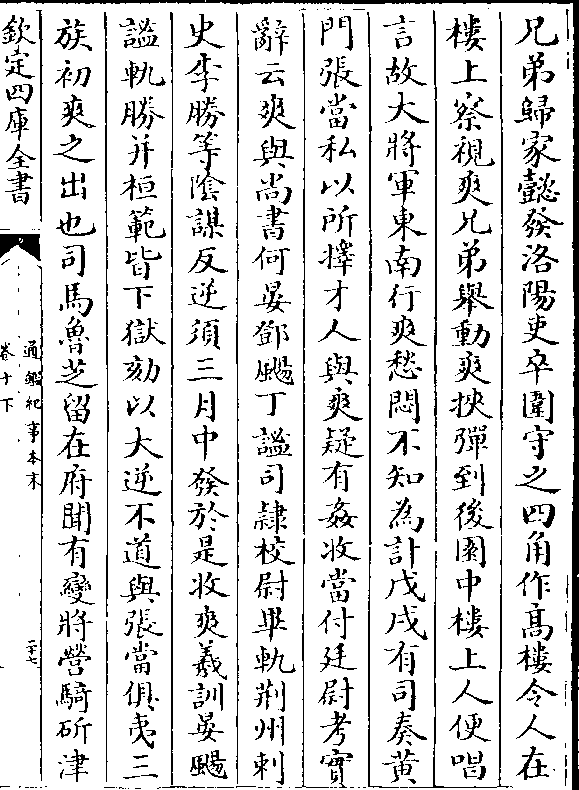 兄弟歸家懿發洛陽吏卒圍守之四角作高樓令人在
樓上察視爽兄弟舉動爽挾彈到後園中樓上人便唱
言故大將軍東南行爽愁悶不知為計戊戌有司奏黄
門張當私以所擇才人與爽疑有姦收當付廷尉考實
辭云爽與尚書何晏鄧颺丁謐司隷校尉畢軌荆州刺
史李勝等陰謀反逆須三月中發於是收爽羲訓晏颺
謐軌勝并桓範皆下獄劾以大逆不道與張當俱夷三
族初爽之出也司馬魯芝留在府聞有變將營騎斫津
欽定四庫全書
通鑑紀事本末
卷十下
二十七